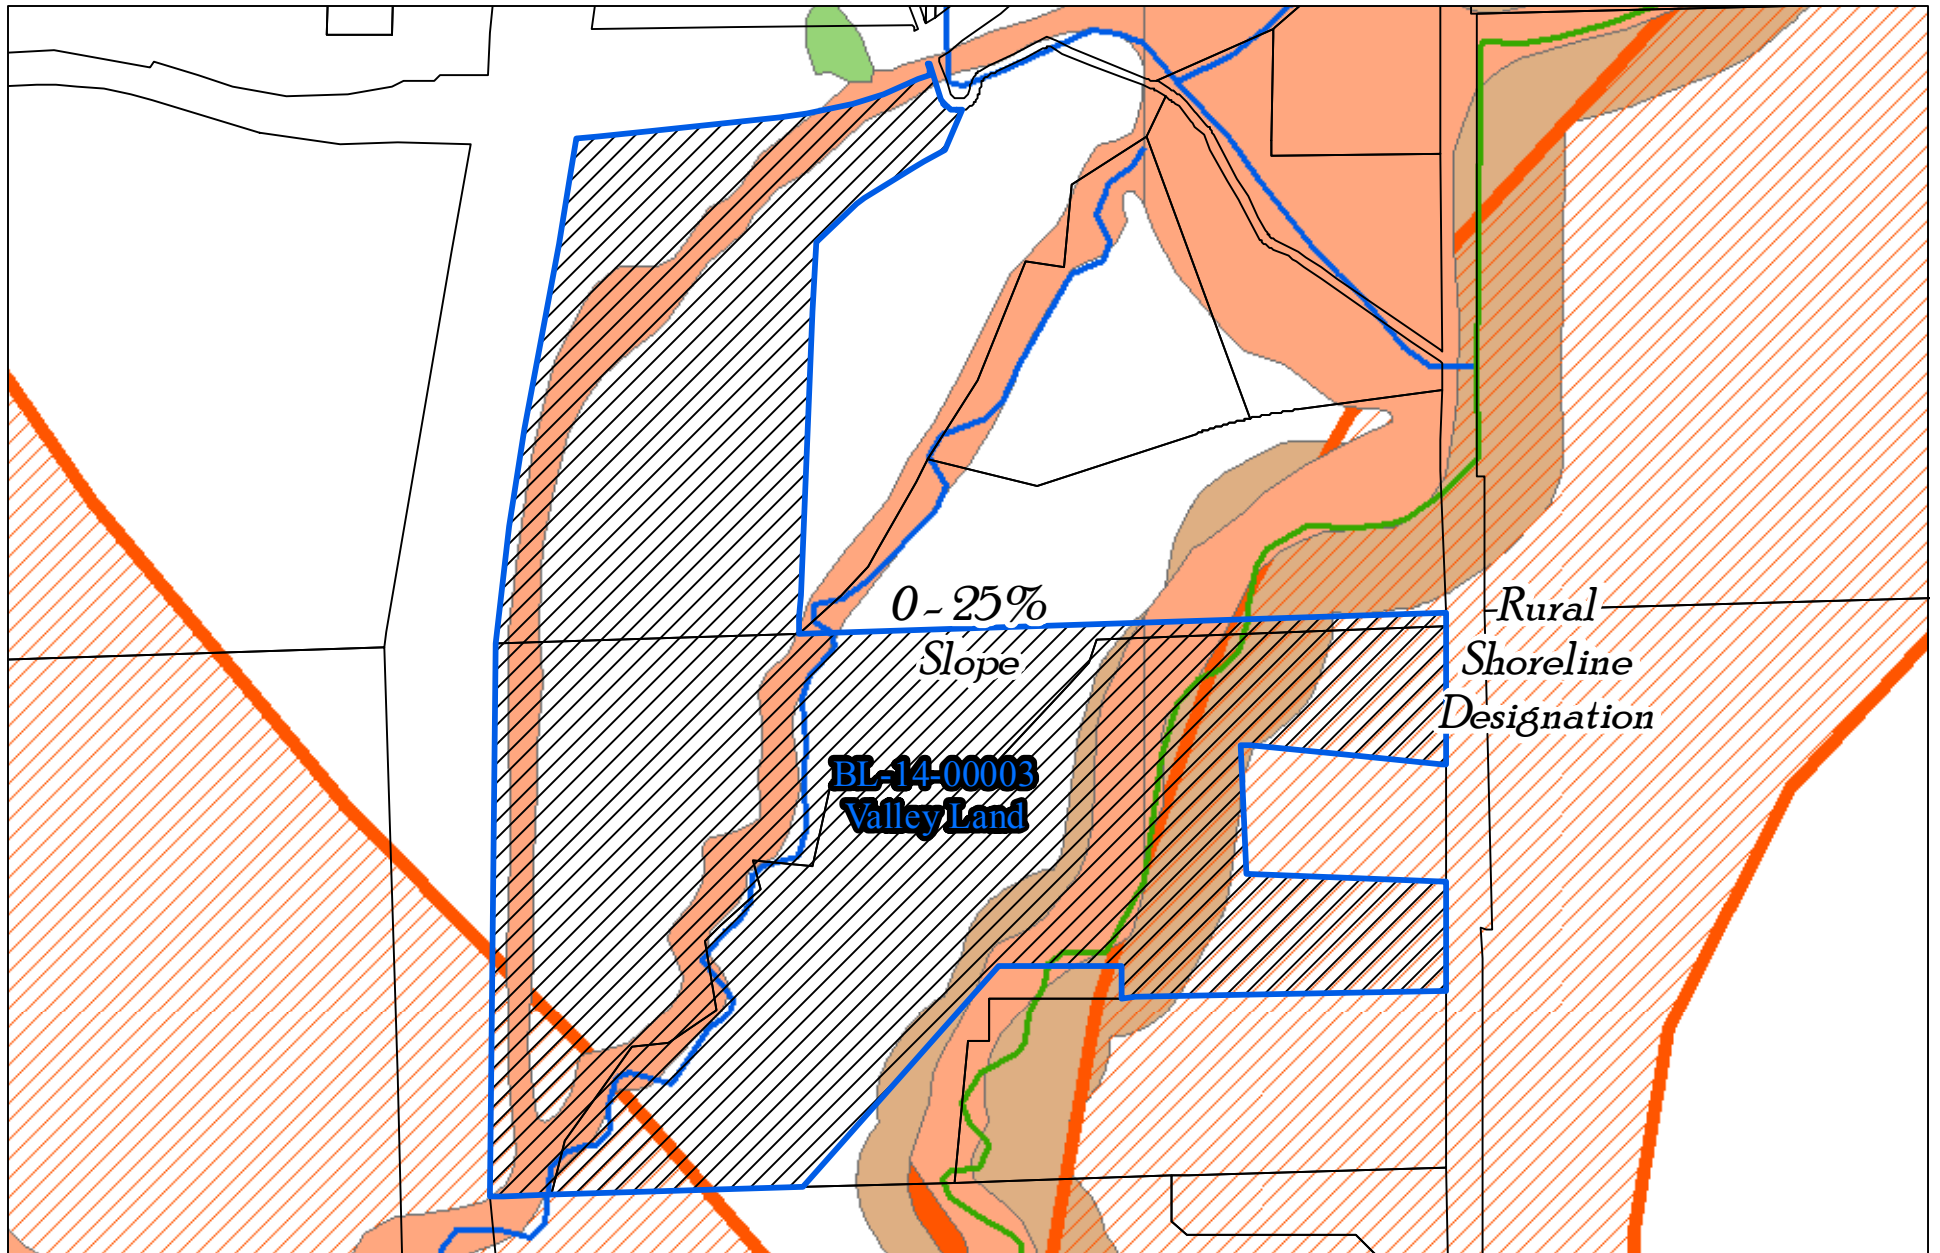 0 - 25%
Slope
Rural
Shoreline
Designation
BL-14-00003
Valley Land